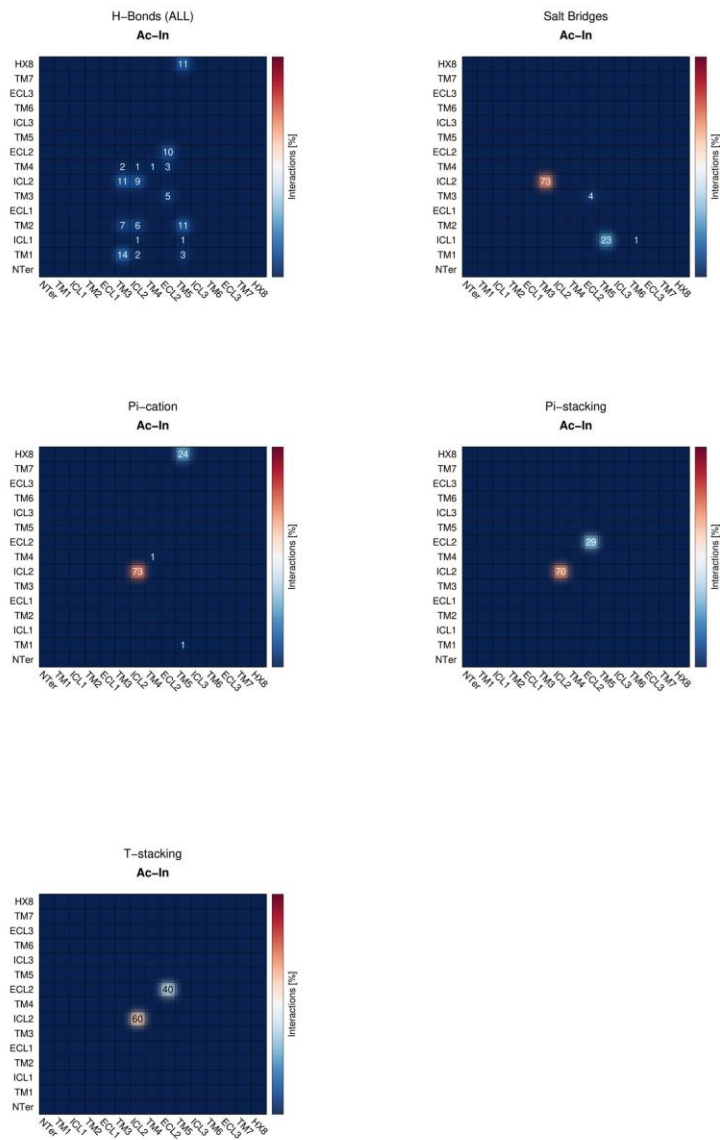 H-Bonds (ALL)
Ac-In
HX8
TM7
ECL3
TM6
ICL3
TM5
ECL2
TM4
ICL2
TM3
ECL1
TM2
ICL1
TM1
NTer
11
10
2 1 1 3
11 9
5
7 6 11
1 1
14 2 3
NTer TM1 ICL1 TM2 ECL1 TM3 ICL2 TM4 ECL2 TM5 ICL3 TM6 ECL3 TM7 HX8
Interactions [%]
Salt Bridges
Ac-In
HX8
TM7
ECL3
TM6
ICL3
TM5
ECL2
TM4
ICL2
TM3
ECL1
TM2
ICL1
TM1
NTer
73
4
23 1
NTer TM1 ICL1 TM2 ECL1 TM3 ICL2 TM4 ECL2 TM5 ICL3 TM6 ECL3 TM7 HX8
Interactions [%]
Pi-cation
Ac-In
HX8
TM7
ECL3
TM6
ICL3
TM5
ECL2
TM4
ICL2
TM3
ECL1
TM2
ICL1
TM1
NTer
24
1
73
1
NTer TM1 ICL1 TM2 ECL1 TM3 ICL2 TM4 ECL2 TM5 ICL3 TM6 ECL3 TM7 HX8
Interactions [%]
Pi-stacking
Ac-In
HX8
TM7
ECL3
TM6
ICL3
TM5
ECL2
TM4
ICL2
TM3
ECL1
TM2
ICL1
TM1
NTer
29
70
NTer TM1 ICL1 TM2 ECL1 TM3 ICL2 TM4 ECL2 TM5 ICL3 TM6 ECL3 TM7 HX8
Interactions [%]
T-stacking
Ac-In
HX8
TM7
ECL3
TM6
ICL3
TM5
ECL2
TM4
ICL2
TM3
ECL1
TM2
ICL1
TM1
NTer
40
60
NTer TM1 ICL1 TM2 ECL1 TM3 ICL2 TM4 ECL2 TM5 ICL3 TM6 ECL3 TM7 HX8
Interactions [%]